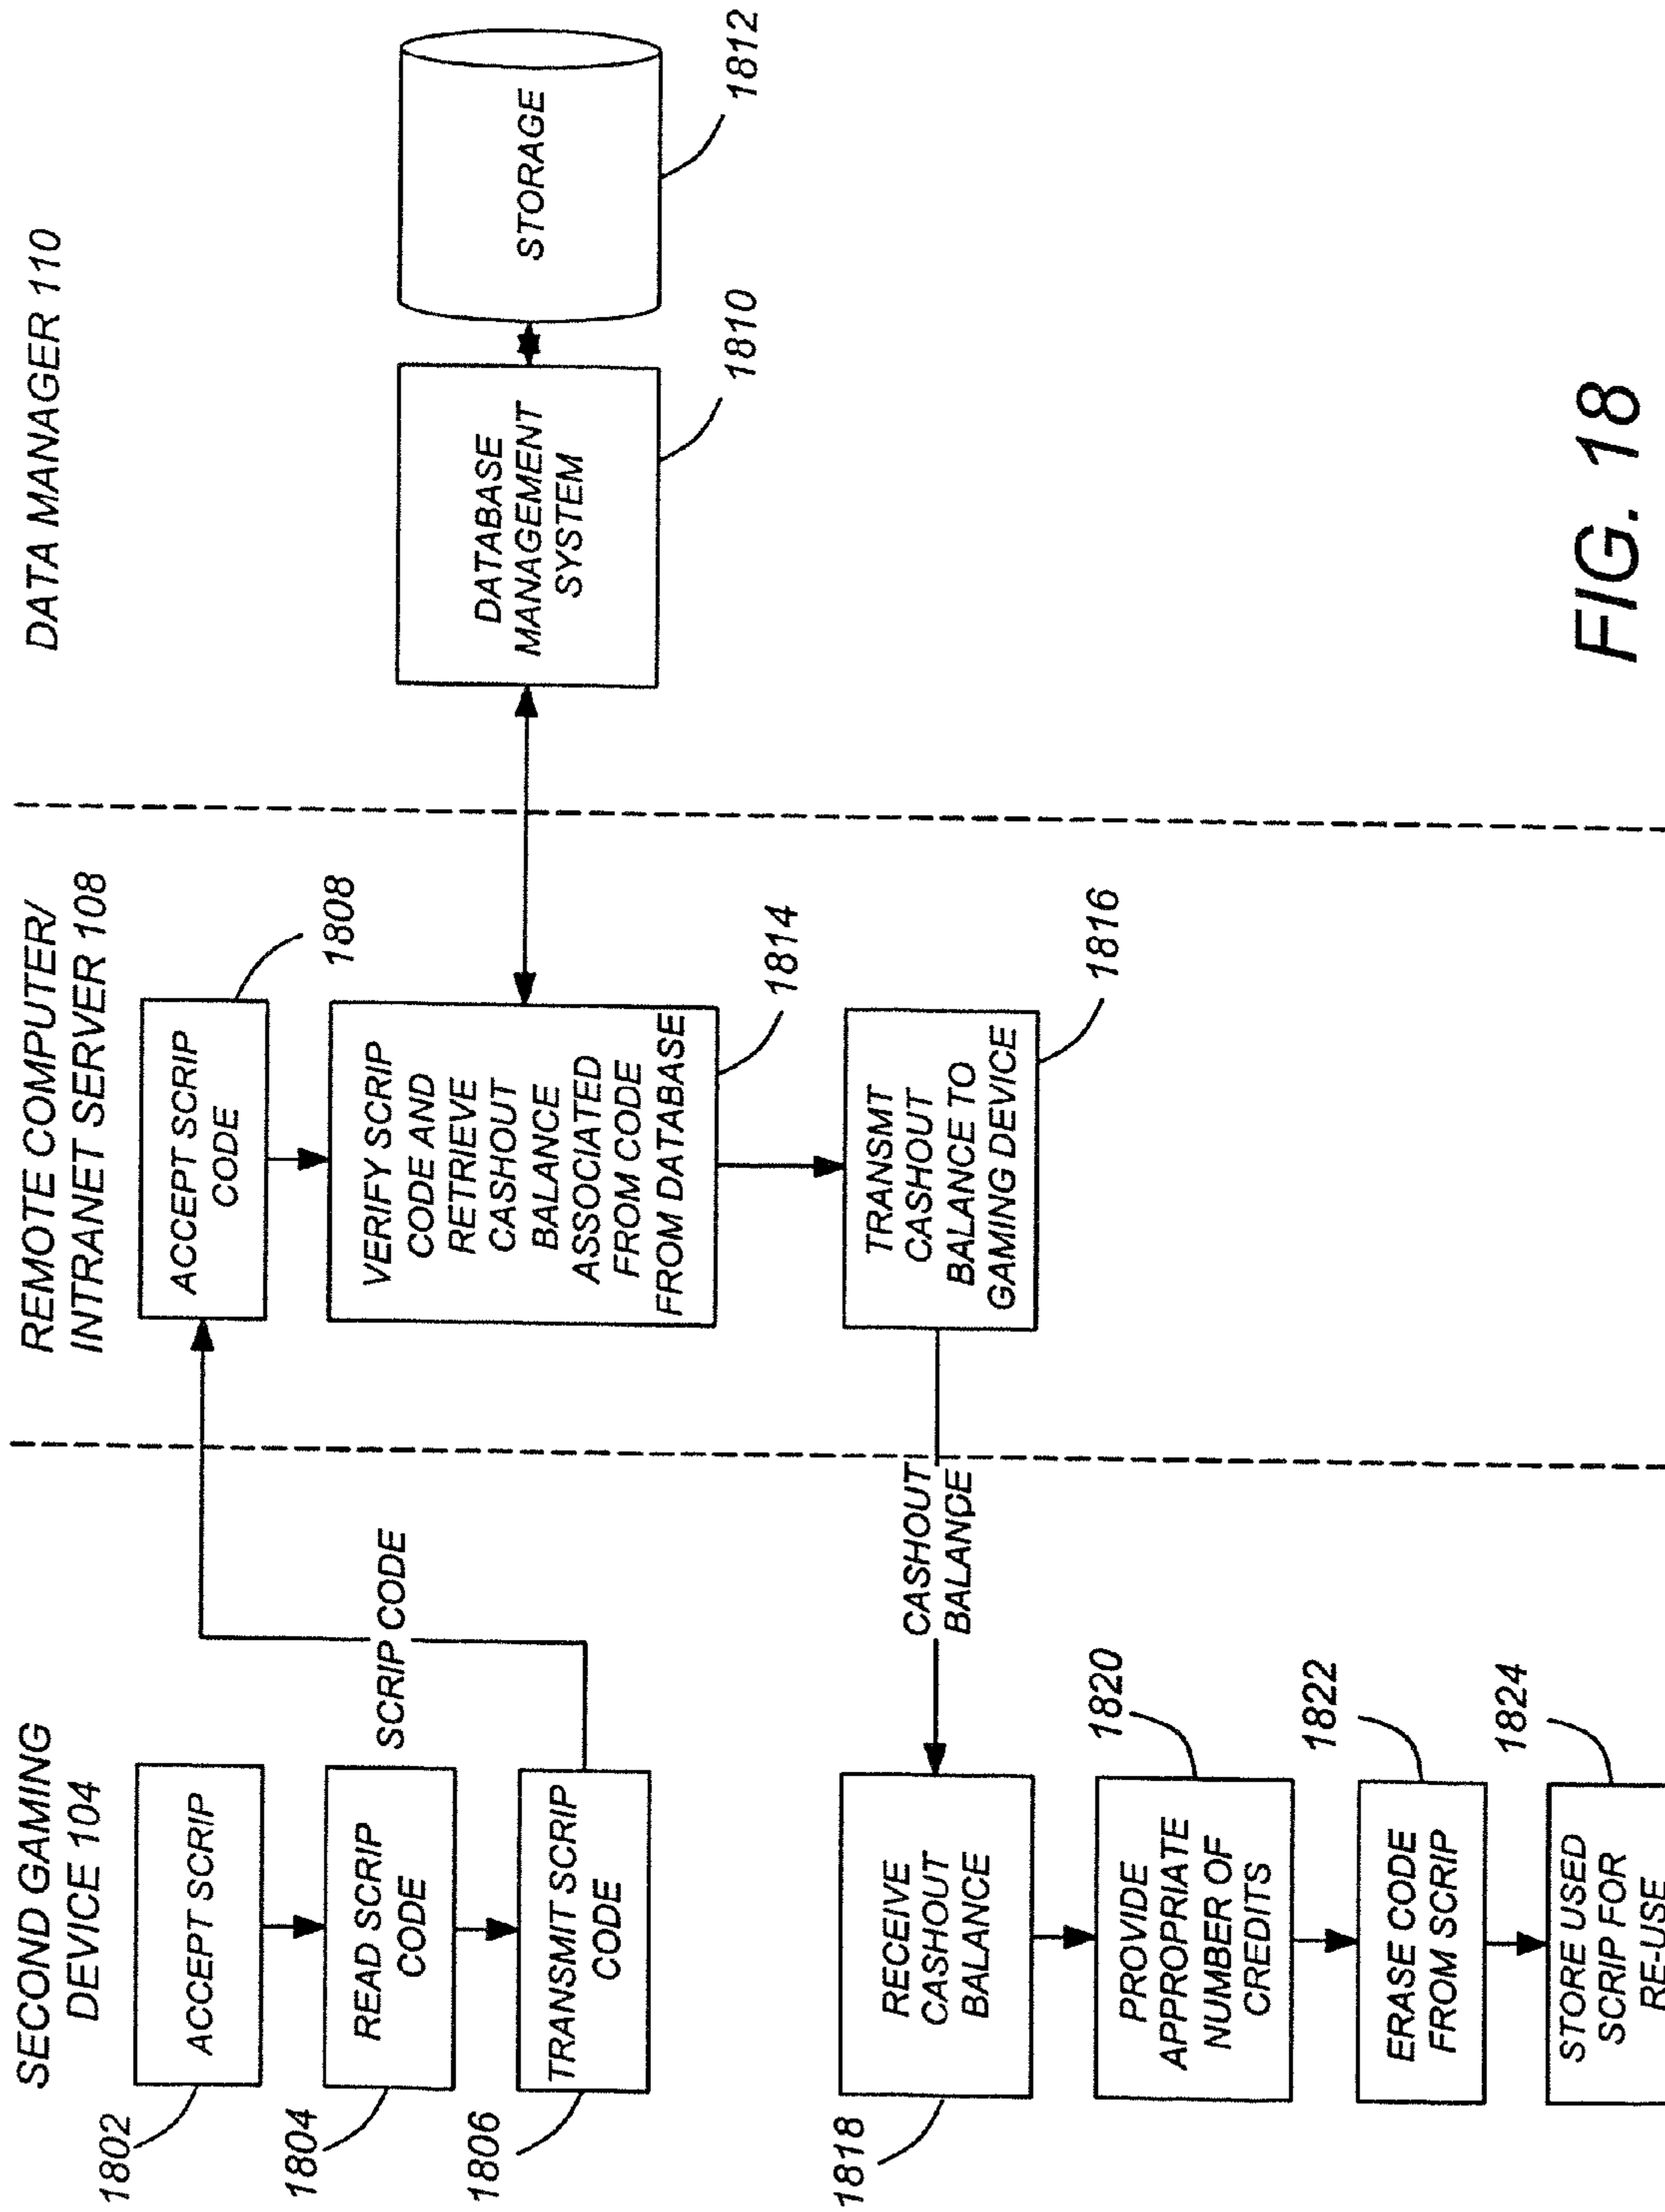 SECOND GAMING
DEVICE 104
1802
ACCEPT SCRIP
1804
READ SCRIP
CODE
1806
TRANSMIT SCRIP
CODE
SCRIP CODE
1818
RECEIVE
CASHOUT
BALANCE
CASHOUT
BALANCE
PROVIDE
APPROPRIATE
NUMBER OF
CREDITS
1820
ERASE CODE
FROM SCRIP
1822
STORE USED
SCRIP FOR
RE-USE
1824
REMOTE COMPUTER/
INTRANET SERVER 108
ACCEPT SCRIP
CODE
1808
VERIFY SCRIP
CODE AND
RETRIEVE
CASHOUT
BALANCE
ASSOCIATED
FROM CODE
FROM DATABASE
1814
TRANSMT
CASHOUT
BALANCE TO
GAMING DEVICE
1816
DATA MANAGER 110
DATABASE
MANAGEMENT
SYSTEM
1810
STORAGE
1812
FIG. 18